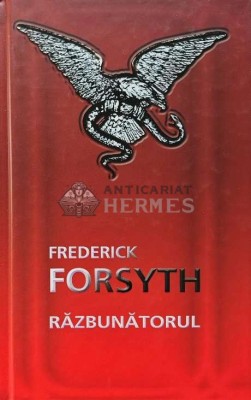 ANTICARIAT
HERMES
FREDERICK
FORSYTH
RĂZBUNĂTORUL